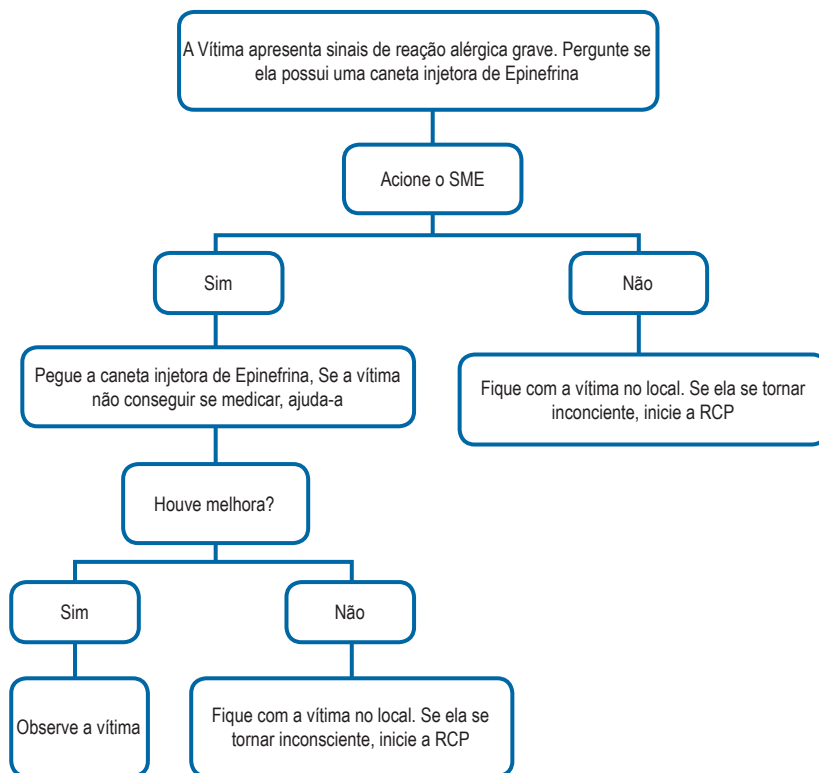 A Vítima apresenta sinais de reação alérgica grave. Pergunte se
ela possui uma caneta injetora de Epinefrina
Acione o SME
Sim
Não
Pegue a caneta injetora de Epinefrina, Se a vítima
não conseguir se medicar, ajuda-a
Fique com a vítima no local. Se ela se tornar
inconciente, inicie a RCP
Houve melhora?
Sim
Não
Observe a vítima
Fique com a vítima no local. Se ela se
tornar inconsciente, inicie a RCP